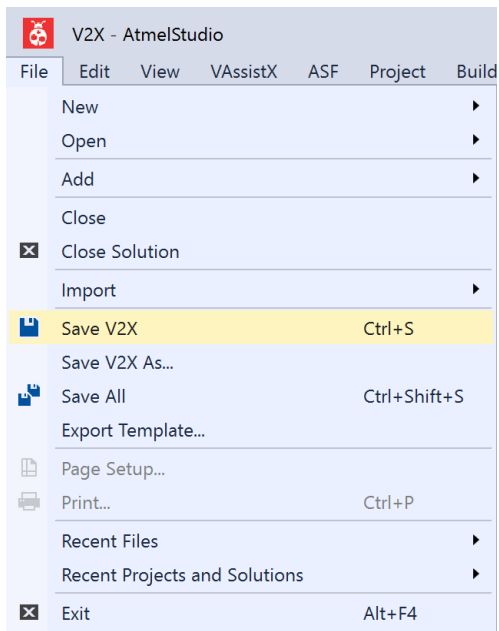 V2X - AtmelStudio
File Edit View VAssistX ASF Project Build
New
Open
Add
Close
Close Solution
Import
Save V2X Ctrl+S
Save V2X As...
Save All Ctrl+Shift+S
Export Template...
Page Setup...
Print... Ctrl+P
Recent Files
Recent Projects and Solutions
Exit Alt+F4